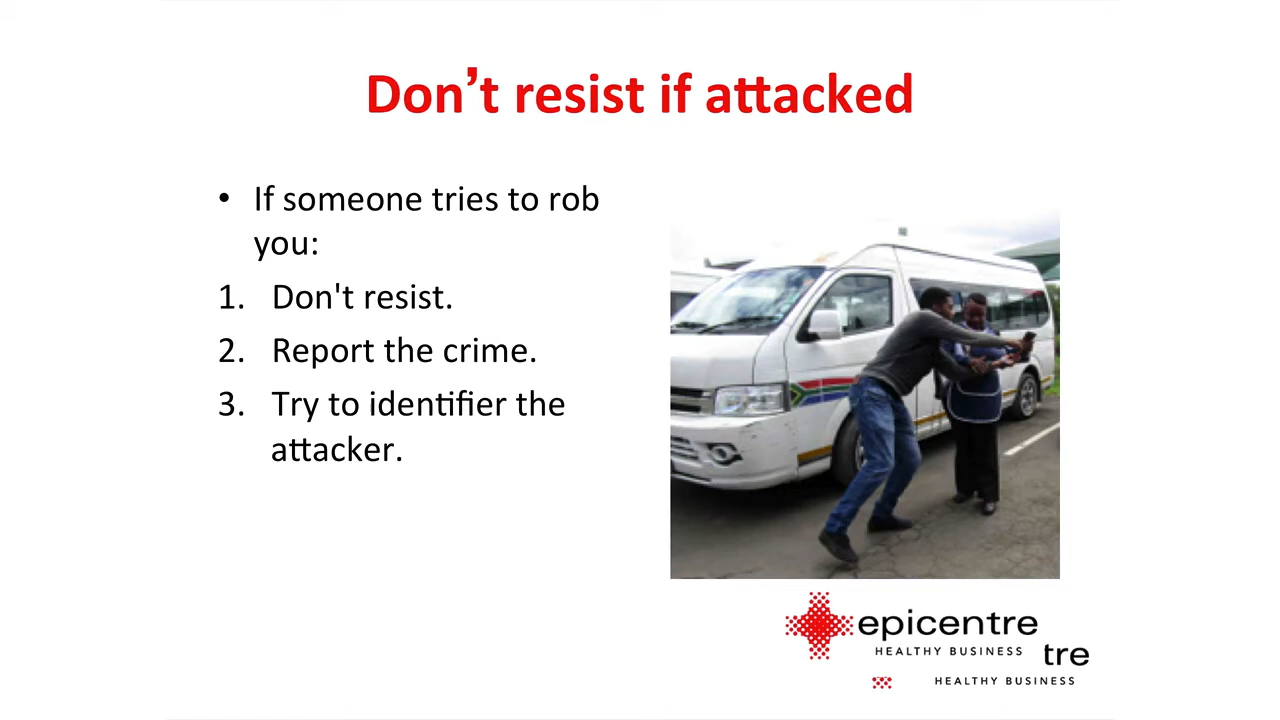 Don’t resist if attacked
• If someone tries to rob
you:
1. Don't resist.
2. Report the crime.
3. Try to identifier the
attacker.
epicentre
HEALTHY BUSINESS
tre
HEALTHY BUSINESS